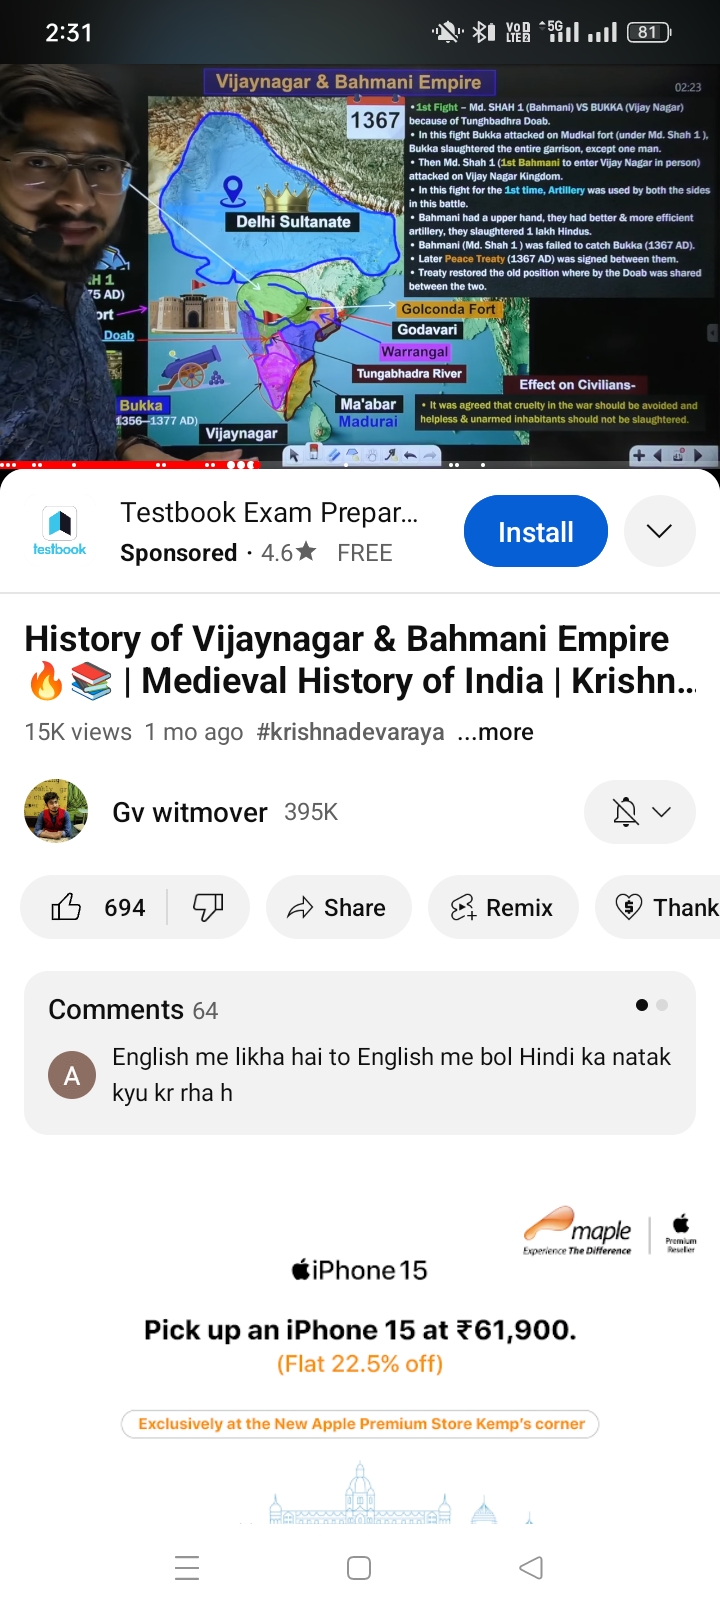 2:31
Vo LTE2
5G
81
Vijaynagar & Bahmani Empire
02:23
1367
• 1st Fight – Md. SHAH 1 (Bahmani) VS BUKKA (Vijay Nagar)
because of Tunghbadhra Doab.
• In this fight Bukka attacked on Mudkal fort (under Md. Shah 1 ),
Bukka slaughtered the entire garrison, except one man.
• Then Md. Shah 1 (1st Bahmani to enter Vijay Nagar in person)
attacked on Vijay Nagar Kingdom.
• In this fight for the 1st time, Artillery was used by both the sides
in this battle.
• Bahmani had a upper hand, they had better & more efficient
artillery, they slaughtered 1 lakh Hindus.
• Bahmani (Md. Shah 1 ) was failed to catch Bukka (1367 AD).
• Later Peace Treaty (1367 AD) was signed between them.
• Treaty restored the old position where by the Doab was shared
between the two.
Delhi Sultanate
H 1
75 AD)
ort
Doab
Golconda Fort
Godavari
Warrangal
Tungabhadra River
Effect on Civilians-
Bukka
1356–1377 AD)
Ma'abar
Madurai
Vijaynagar
• It was agreed that cruelty in the war should be avoided and
helpless & unarmed inhabitants should not be slaughtered.
testbook
Testbook Exam Prepar...
Sponsored · 4.6★ FREE
Install
History of Vijaynagar & Bahmani Empire
🔥📚 | Medieval History of India | Krishn...
15K views 1 mo ago #krishnadevaraya ...more
Gv witmover 395K
694
Share
Remix
Thank
Comments 64
A
English me likha hai to English me bol Hindi ka natak
kyu kr rha h
maple
Experience The Difference
Premium
Reseller
iPhone 15
Pick up an iPhone 15 at ₹61,900.
(Flat 22.5% off)
Exclusively at the New Apple Premium Store Kemp's corner